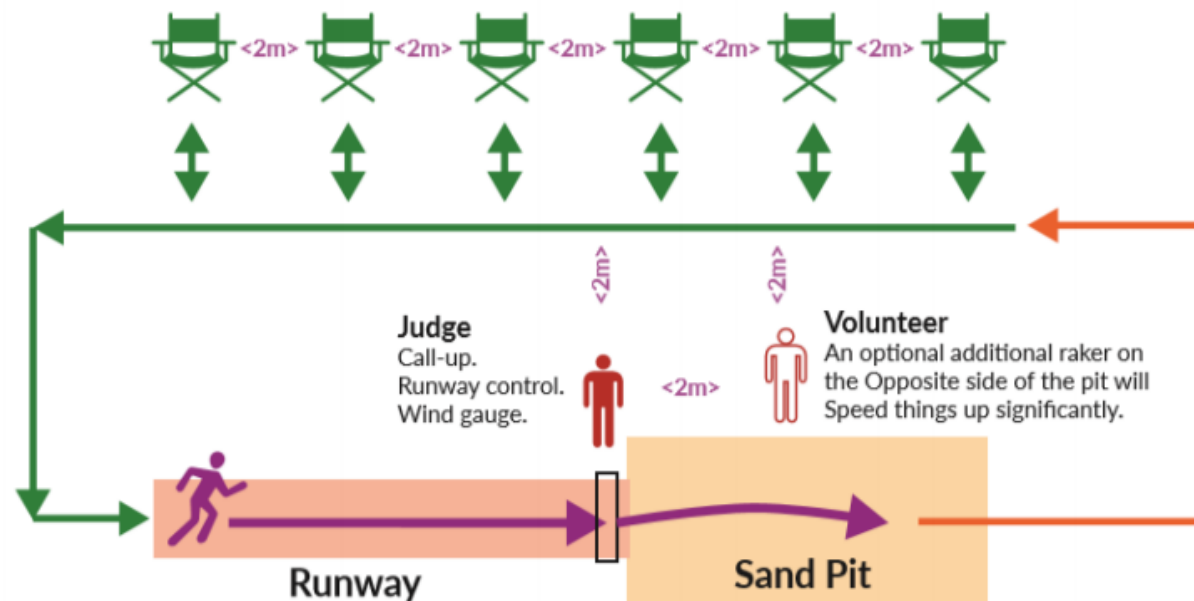 <2m> <2m> <2m> <2m> <2m>
<2m> <2m>
Judge
Call-up.
Runway control.
Wind gauge.
<2m>
Volunteer
An optional additional raker on
the Opposite side of the pit will
Speed things up significantly.
Runway
Sand Pit